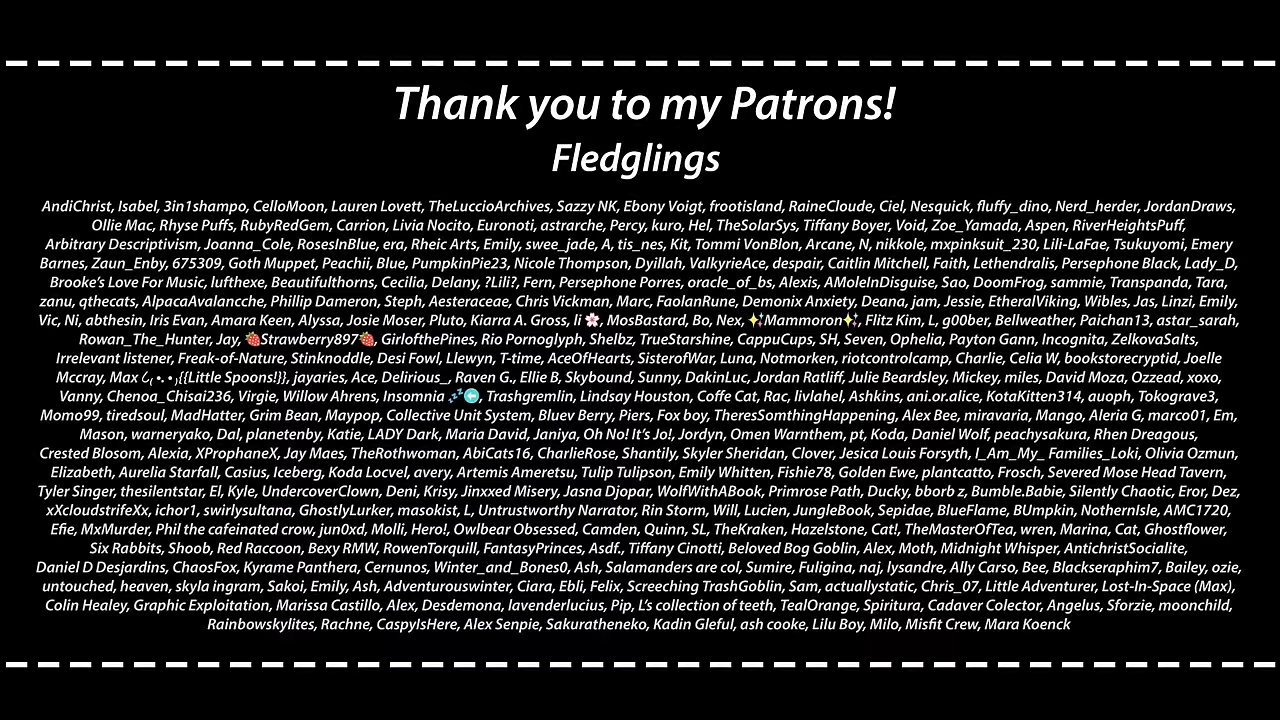 Thank you to my Patrons!
Fledglings
AndiChrist, Isabel, 3in1shampo, CelloMoon, Lauren Lovett, TheLuccioArchives, Sazzy NK, Ebony Voigt, frootisland, RaineCloude, Ciel, Nesquick, fluffy_dino, Nerd_herder, JordanDraws,
Ollie Mac, Rhyse Puffs, RubyRedGem, Carrion, Livia Nocito, Euronoti, astrarche, Percy, kuro, Hel, TheSolarSys, Tiffany Boyer, Void, Zoe_Yamada, Aspen, RiverHeightsPuff,
Arbitrary Descriptivism, Joanna_Cole, RosesInBlue, era, Rheic Arts, Emily, swee_jade, A, tis_nes, Kit, Tommi VonBlon, Arcane, N, nikkole, mxpinksuit_230, Lili-LaFae, Tsukuyomi, Emery
Barnes, Zaun_Enby, 675309, Goth Muppet, Peachii, Blue, PumpkinPie23, Nicole Thompson, Dyillah, ValkyrieAce, despair, Caitlin Mitchell, Faith, Lethendralis, Persephone Black, Lady_D,
Brooke's Love For Music, lufthexe, Beautifulthorns, Cecilia, Delany, ?Lili?, Fern, Persephone Porres, oracle_of_bs, Alexis, AMoleInDisguise, Sao, DoomFrog, sammie, Transpanda, Tara,
zanu, qthecats, AlpacaAvalancche, Phillip Dameron, Steph, Aesteraceae, Chris Vickman, Marc, FaolanRune, Demonix Anxiety, Deana, jam, Jessie, EtheralViking, Wibles, Jas, Linzi, Emily,
Vic, Ni, abthesin, Iris Evan, Amara Keen, Alyssa, Josie Moser, Pluto, Kiarra A. Gross, li 🌸, MosBastard, Bo, Nex, ✨Mammoron✨, Flitz Kim, L, g00ber, Bellweather, Paichan13, astar_sarah,
Rowan_The_Hunter, Jay, 🍓Strawberry897🍓, GirlofthePines, Rio Pornoglyph, Shelbz, TrueStarshine, CappuCups, SH, Seven, Ophelia, Payton Gann, Incognita, ZelkovaSalts,
Irrelevant listener, Freak-of-Nature, Stinknoddle, Desi Fowl, Llewyn, T-time, AceOfHearts, SisterofWar, Luna, Notmorken, riotcontrolcamp, Charlie, Celia W, bookstorecryptid, Joelle
Mccray, Max ૮₍ •. • ₎{{Little Spoons!}}, jayaries, Ace, Delirious_, Raven G., Ellie B, Skybound, Sunny, DakinLuc, Jordan Ratliff, Julie Beardsley, Mickey, miles, David Moza, Ozzead, xoxo,
Vanny, Chenoa_Chisai236, Virgie, Willow Ahrens, Insomnia 💤⬅️, Trashgremlin, Lindsay Houston, Coffe Cat, Rac, livlahel, Ashkins, ani.or.alice, KotaKitten314, auoph, Tokograve3,
Momo99, tiredsoul, MadHatter, Grim Bean, Maypop, Collective Unit System, Bluev Berry, Piers, Fox boy, TheresSomthingHappening, Alex Bee, miravaria, Mango, Aleria G, marco01, Em,
Mason, warneryako, Dal, planetenby, Katie, LADY Dark, Maria David, Janiya, Oh No! It's Jo!, Jordyn, Omen Warnthem, pt, Koda, Daniel Wolf, peachysakura, Rhen Dreagous,
Crested Blosom, Alexia, XProphaneX, Jay Maes, TheRothwoman, AbiCats16, CharlieRose, Shantily, Skyler Sheridan, Clover, Jesica Louis Forsyth, I_Am_My_ Families_Loki, Olivia Ozmun,
Elizabeth, Aurelia Starfall, Casius, Iceberg, Koda Locvel, avery, Artemis Ameretsu, Tulip Tulipson, Emily Whitten, Fishie78, Golden Ewe, plantcatto, Frosch, Severed Mose Head Tavern,
Tyler Singer, thesilentstar, El, Kyle, UndercoverClown, Deni, Krisy, Jinxxed Misery, Jasna Djopar, WolfWithABook, Primrose Path, Ducky, bborb z, Bumble.Babie, Silently Chaotic, Eror, Dez,
xXcloudstrifeXx, ichor1, swirlysultana, GhostlyLurker, masokist, L, Untrustworthy Narrator, Rin Storm, Will, Lucien, JungleBook, Sepidae, BlueFlame, BUmpkin, NothernIsle, AMC1720,
Efie, MxMurder, Phil the cafeinated crow, jun0xd, Molli, Hero!, Owlbear Obsessed, Camden, Quinn, SL, TheKraken, Hazelstone, Cat!, TheMasterOfTea, wren, Marina, Cat, Ghostflower,
Six Rabbits, Shoob, Red Raccoon, Bexy RMW, RowenTorquill, FantasyPrinces, Asdf., Tiffany Cinotti, Beloved Bog Goblin, Alex, Moth, Midnight Whisper, AntichristSocialite,
Daniel D Desjardins, ChaosFox, Kyrame Panthera, Cernunos, Winter_and_Bones0, Ash, Salamanders are col, Sumire, Fuligina, naj, lysandre, Ally Carso, Bee, Blackseraphim7, Bailey, ozie,
untouched, heaven, skyla ingram, Sakoi, Emily, Ash, Adventurouswinter, Ciara, Ebli, Felix, Screeching TrashGoblin, Sam, actuallystatic, Chris_07, Little Adventurer, Lost-In-Space (Max),
Colin Healey, Graphic Exploitation, Marissa Castillo, Alex, Desdemona, lavenderlucius, Pip, L's collection of teeth, TealOrange, Spiritura, Cadaver Colector, Angelus, Sforzie, moonchild,
Rainbowskylites, Rachne, CaspyIsHere, Alex Senpie, Sakuratheneko, Kadin Gleful, ash cooke, Lilu Boy, Milo, Misfit Crew, Mara Koenck